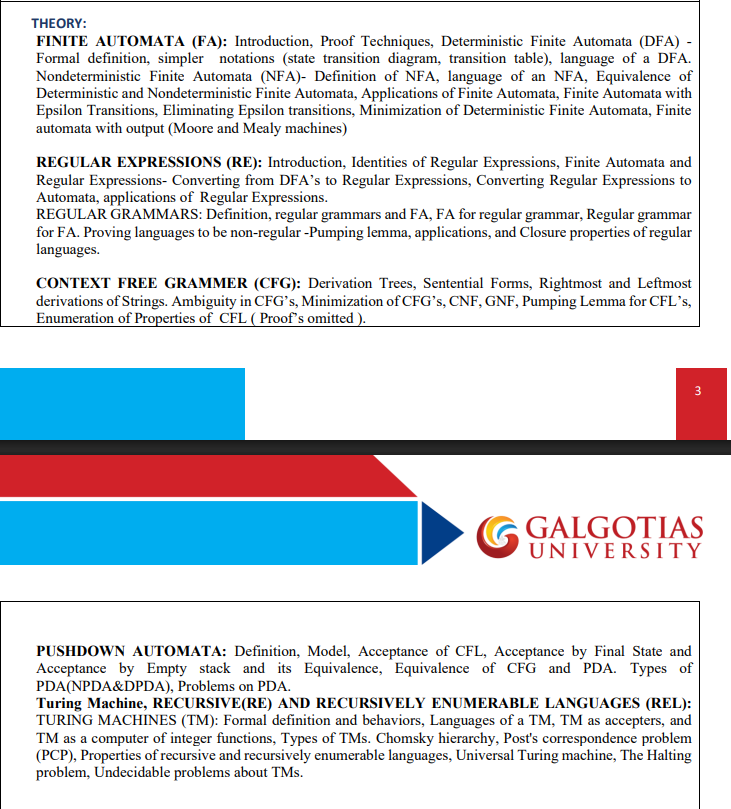 THEORY:
FINITE AUTOMATA (FA): Introduction, Proof Techniques, Deterministic Finite Automata (DFA) -
Formal definition, simpler notations (state transition diagram, transition table), language of a DFA.
Nondeterministic Finite Automata (NFA)- Definition of NFA, language of an NFA, Equivalence of
Deterministic and Nondeterministic Finite Automata, Applications of Finite Automata, Finite Automata with
Epsilon Transitions, Eliminating Epsilon transitions, Minimization of Deterministic Finite Automata, Finite
automata with output (Moore and Mealy machines)
REGULAR EXPRESSIONS (RE): Introduction, Identities of Regular Expressions, Finite Automata and
Regular Expressions- Converting from DFA's to Regular Expressions, Converting Regular Expressions to
Automata, applications of Regular Expressions.
REGULAR GRAMMARS: Definition, regular grammars and FA, FA for regular grammar, Regular grammar
for FA. Proving languages to be non-regular -Pumping lemma, applications, and Closure properties of regular
languages.
CONTEXT FREE GRAMMER (CFG): Derivation Trees, Sentential Forms, Rightmost and Leftmost
derivations of Strings. Ambiguity in CFG's, Minimization of CFG's, CNF, GNF, Pumping Lemma for CFL's,
Enumeration of Properties of CFL ( Proof's omitted ).
3
GALGOTIAS
UNIVERSITY
PUSHDOWN AUTOMATA: Definition, Model, Acceptance of CFL, Acceptance by Final State and
Acceptance by Empty stack and its Equivalence, Equivalence of CFG and PDA. Types of
PDA(NPDA&DPDA), Problems on PDA.
Turing Machine, RECURSIVE(RE) AND RECURSIVELY ENUMERABLE LANGUAGES (REL):
TURING MACHINES (TM): Formal definition and behaviors, Languages of a TM, TM as accepters, and
TM as a computer of integer functions, Types of TMs. Chomsky hierarchy, Post's correspondence problem
(PCP), Properties of recursive and recursively enumerable languages, Universal Turing machine, The Halting
problem, Undecidable problems about TMs.